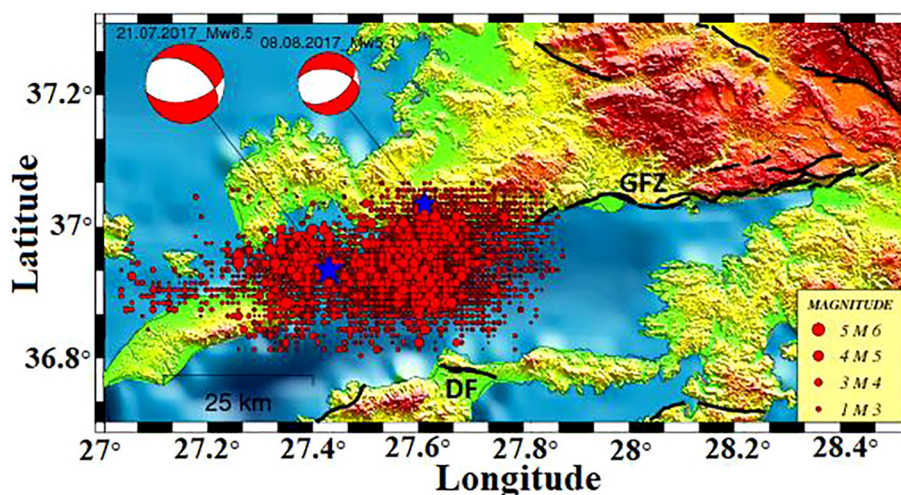 21.07.2017_Mw6.5
08.08.2017_Mw5.1
37.2°
37°
36.8°
Latitude
GFZ
DF
25 km
MAGNITUDE
5 M 6
4 M 5
3 M 4
1 M 3
27° 27.2° 27.4° 27.6° 27.8° 28° 28.2° 28.4°
Longitude